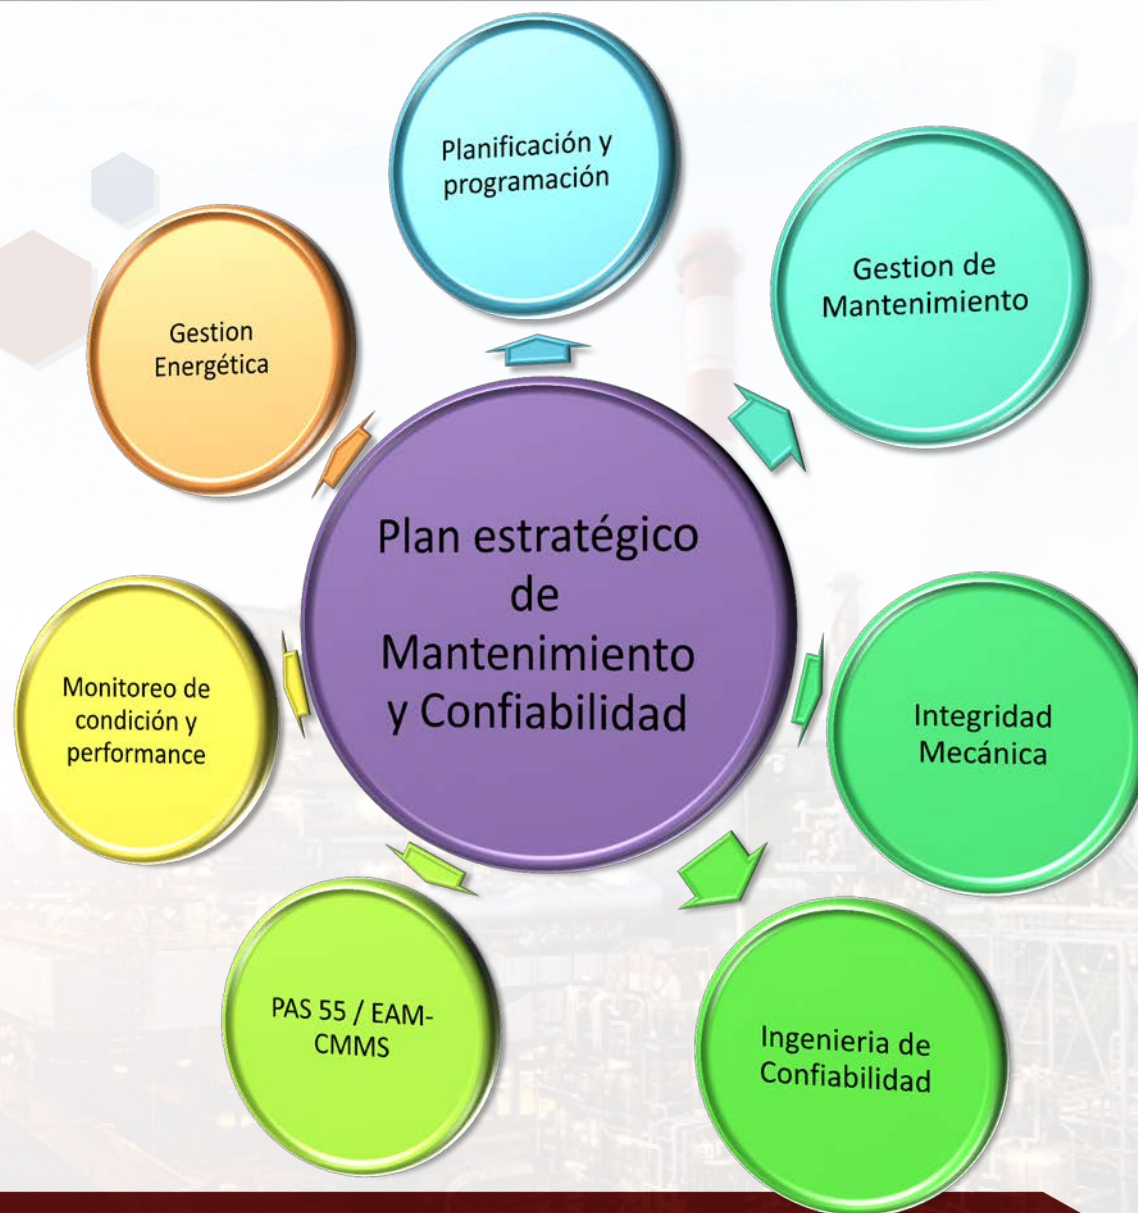 Planificación y
programación
Gestion de
Mantenimiento
Gestion
Energética
Plan estratégico
de
Mantenimiento
y Confiabilidad
Monitoreo de
condición y
performance
Integridad
Mecánica
PAS 55 / EAM-
CMMS
Ingenieria de
Confiabilidad